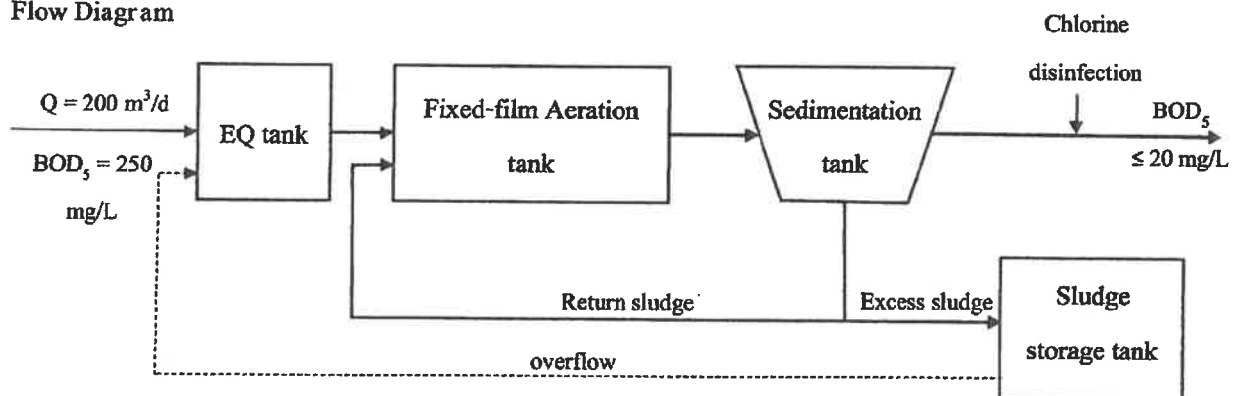 Flow Diagram
Chlorine
disinfection
Q = 200 m³/d
BOD₅ = 250
mg/L
EQ tank
Fixed-film Aeration
tank
Sedimentation
tank
BOD₅
≤ 20 mg/L
Return sludge
Excess sludge
Sludge
storage tank
overflow